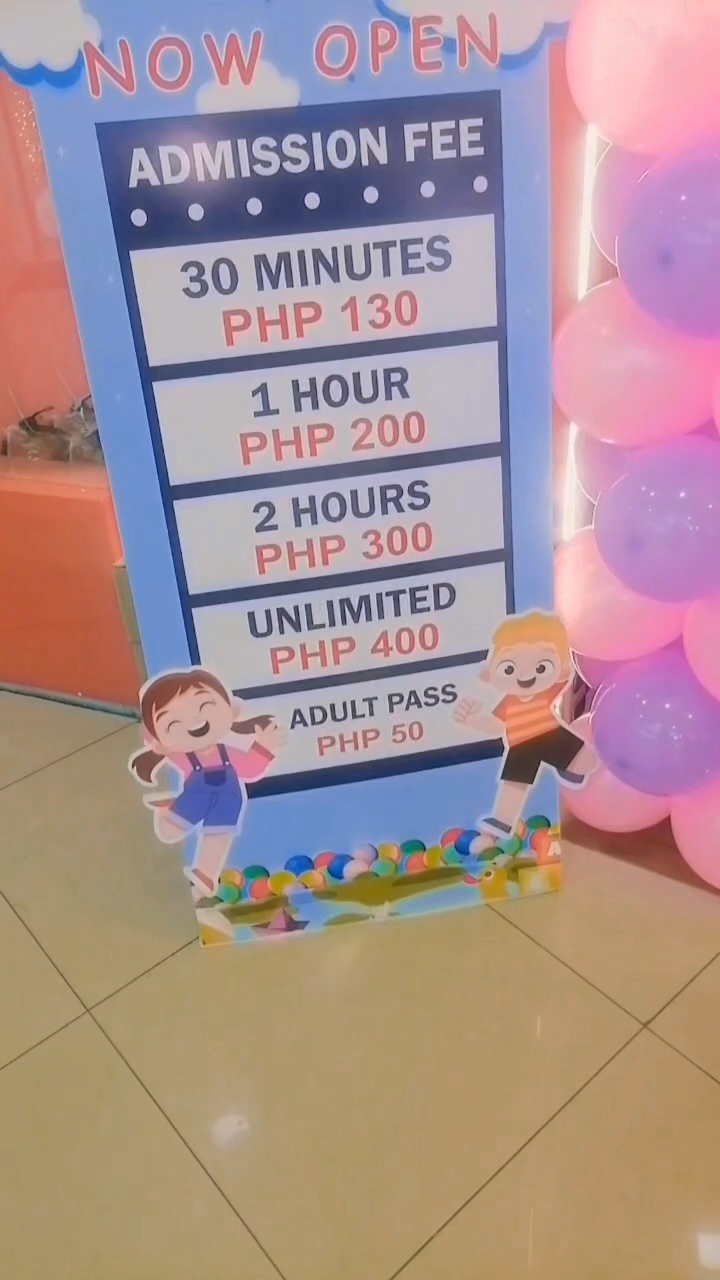 NOW OPEN
ADMISSION FEE
30 MINUTES
PHP 130
1 HOUR
PHP 200
2 HOURS
PHP 300
UNLIMITED
PHP 400
ADULT PASS
PHP 50